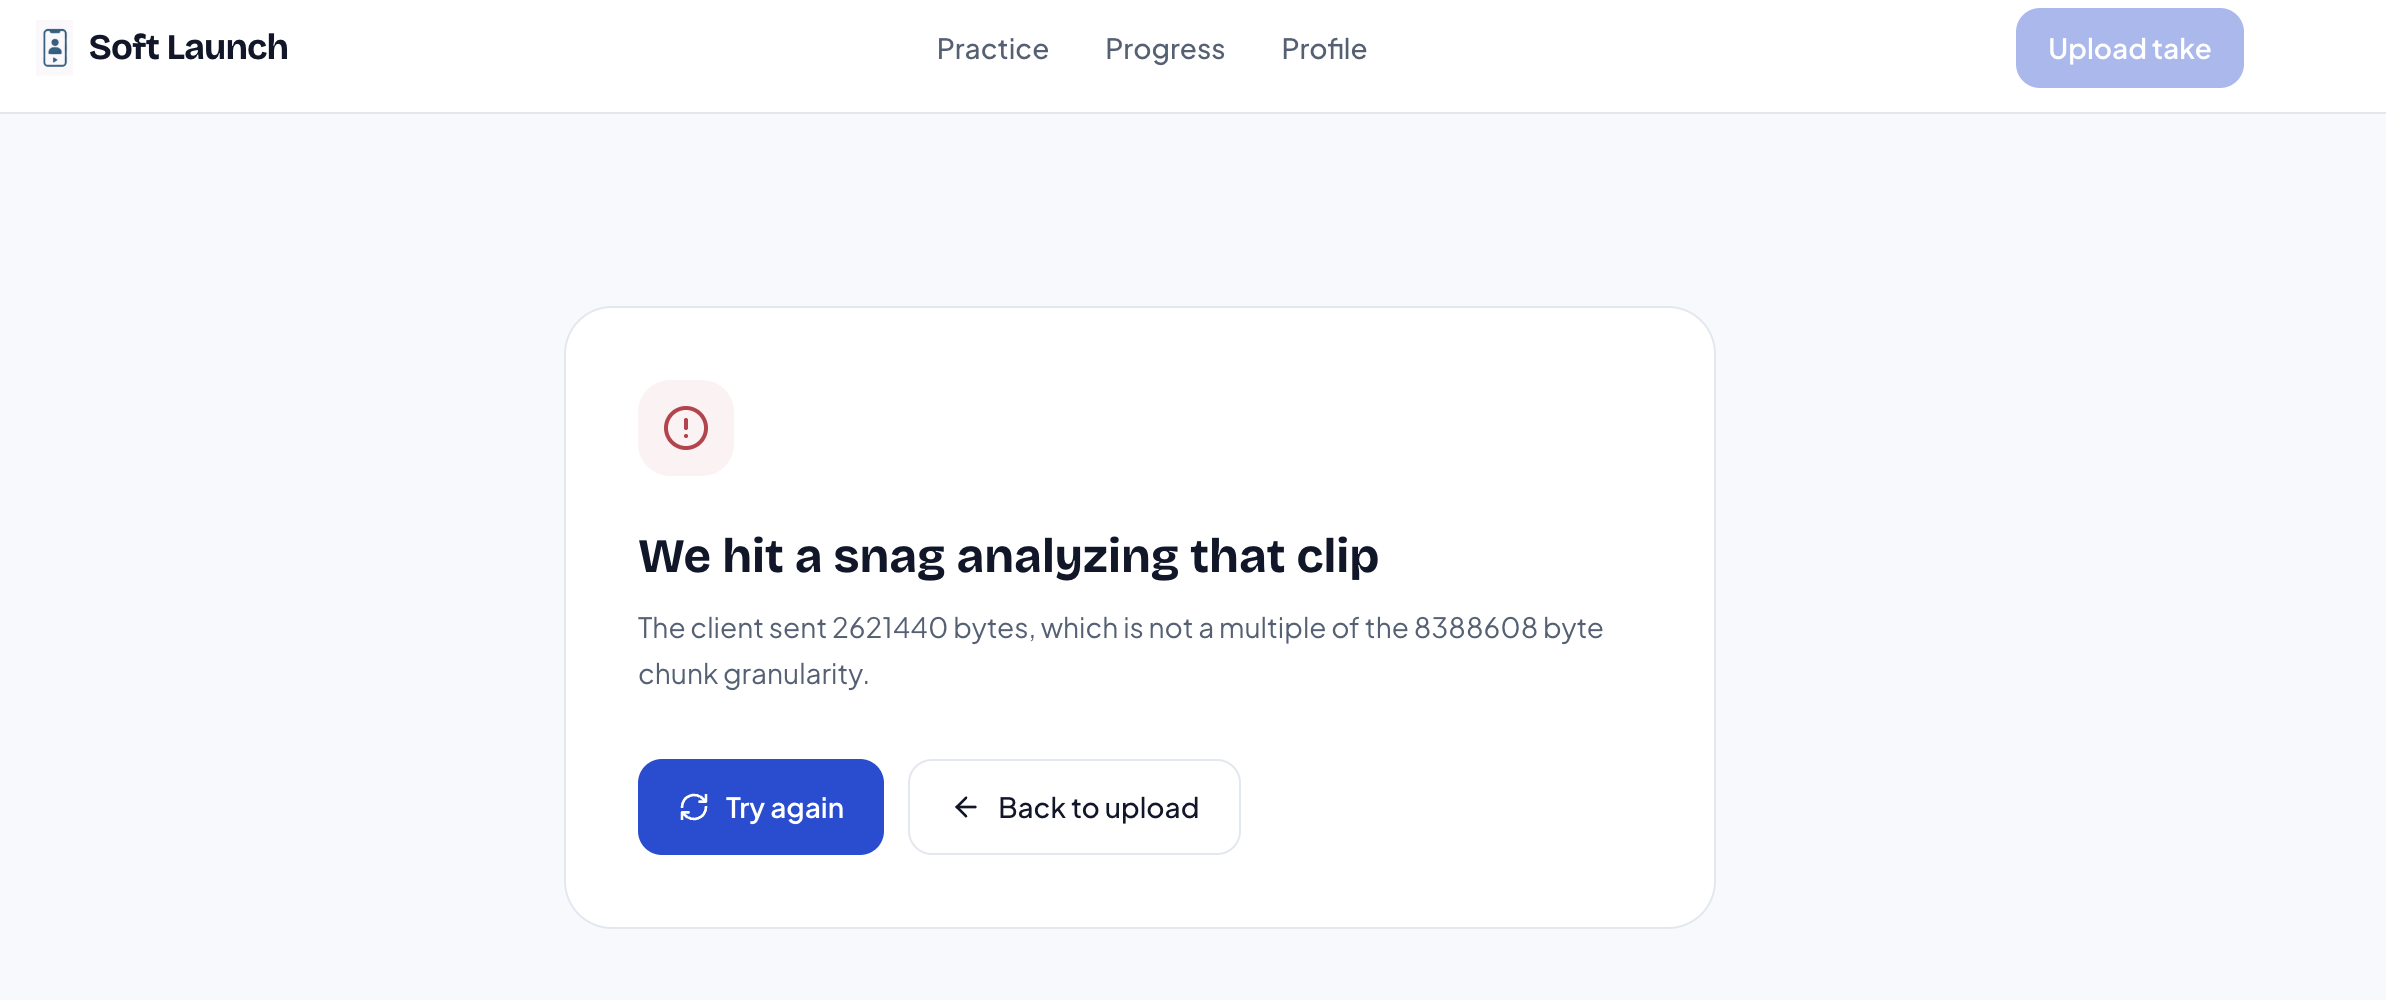 Soft Launch
Practice
Progress
Profile
Upload take
We hit a snag analyzing that clip
The client sent 2621440 bytes, which is not a multiple of the 8388608 byte
chunk granularity.
Try again
Back to upload